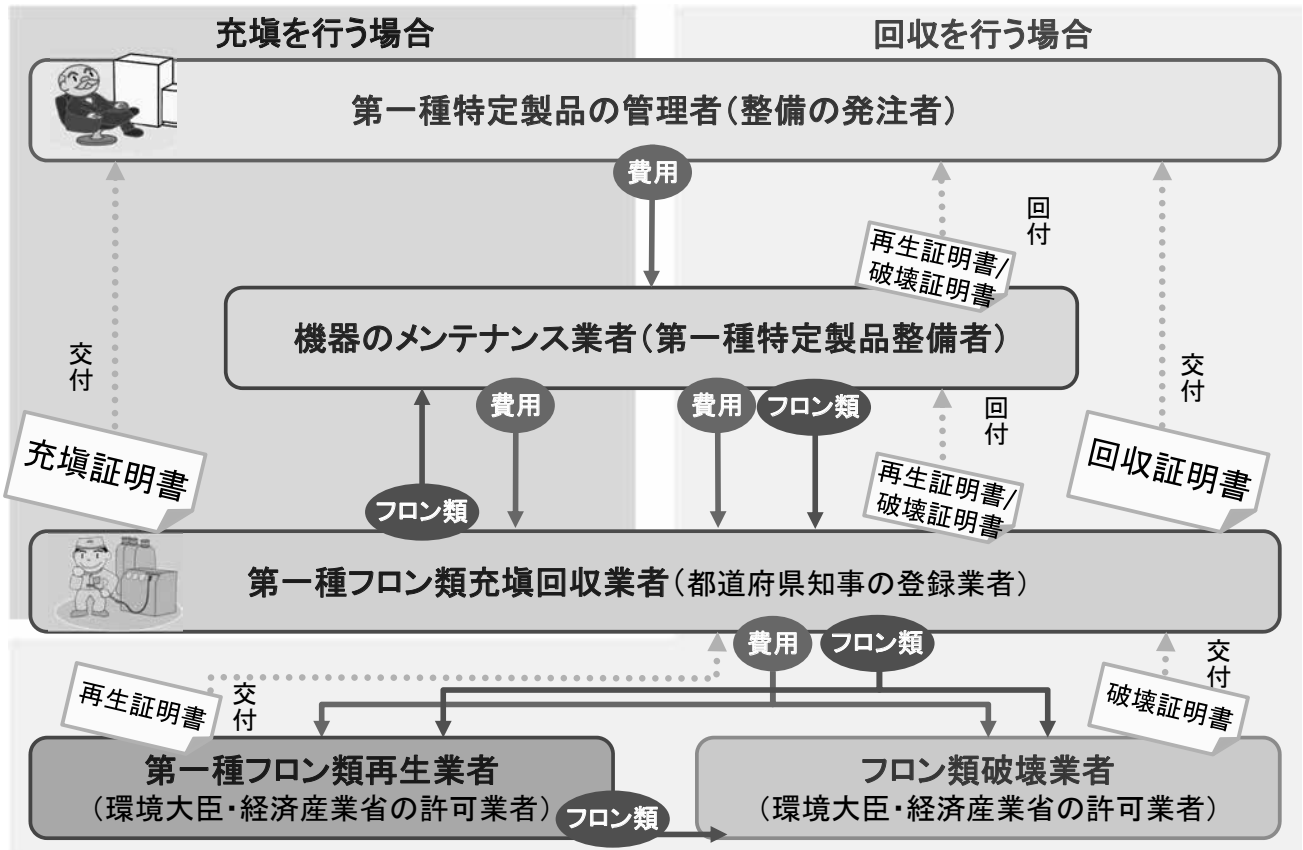 充塡を行う場合
回収を行う場合
第一種特定製品の管理者(整備の発注者)
費用
回
付
再生証明書/
破壊証明書
機器のメンテナンス業者(第一種特定製品整備者)
交
付
費用
費用
フロン類
回
付
交
付
充塡証明書
フロン類
再生証明書/
破壊証明書
回収証明書
第一種フロン類充塡回収業者(都道府県知事の登録業者)
費用
フロン類
再生証明書
交
付
破壊証明書
交
付
第一種フロン類再生業者
(環境大臣・経済産業省の許可業者)
フロン類
フロン類破壊業者
(環境大臣・経済産業省の許可業者)